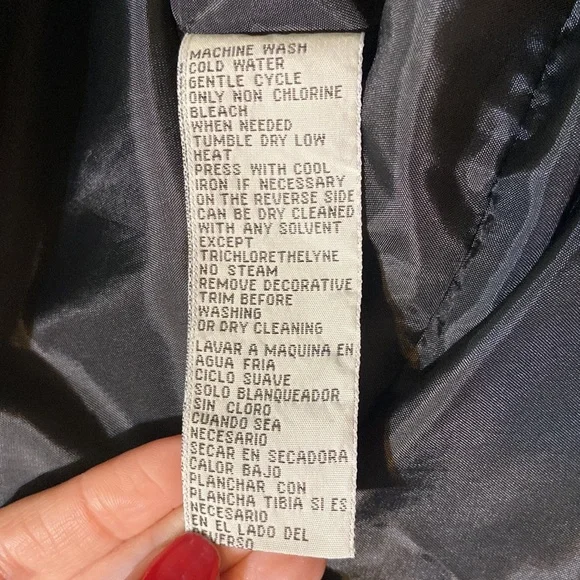 MACHINE WASH
COLD WATER
GENTLE CYCLE
ONLY NON CHLORINE
BLEACH
WHEN NEEDED
TUMBLE DRY LOW
HEAT
PRESS WITH COOL
IRON IF NECESSARY
ON THE REVERSE SIDE
CAN BE DRY CLEANED
WITH ANY SOLVENT
EXCEPT
TRICHLORETHELYNE
NO STEAM
REMOVE DECORATIVE
TRIM BEFORE
WASHING
OR DRY CLEANING
LAVAR A MAQUINA EN
AGUA FRIA
CICLO SUAVE
SOLO BLANQUEADOR
SIN CLORO
CUANDO SEA
NECESARIO
SECAR EN SECADORA
CALOR BAJO
PLANCHAR CON
PLANCHA TIBIA SI ES
NECESARIO
EN EL LADO DEL
REVERSO